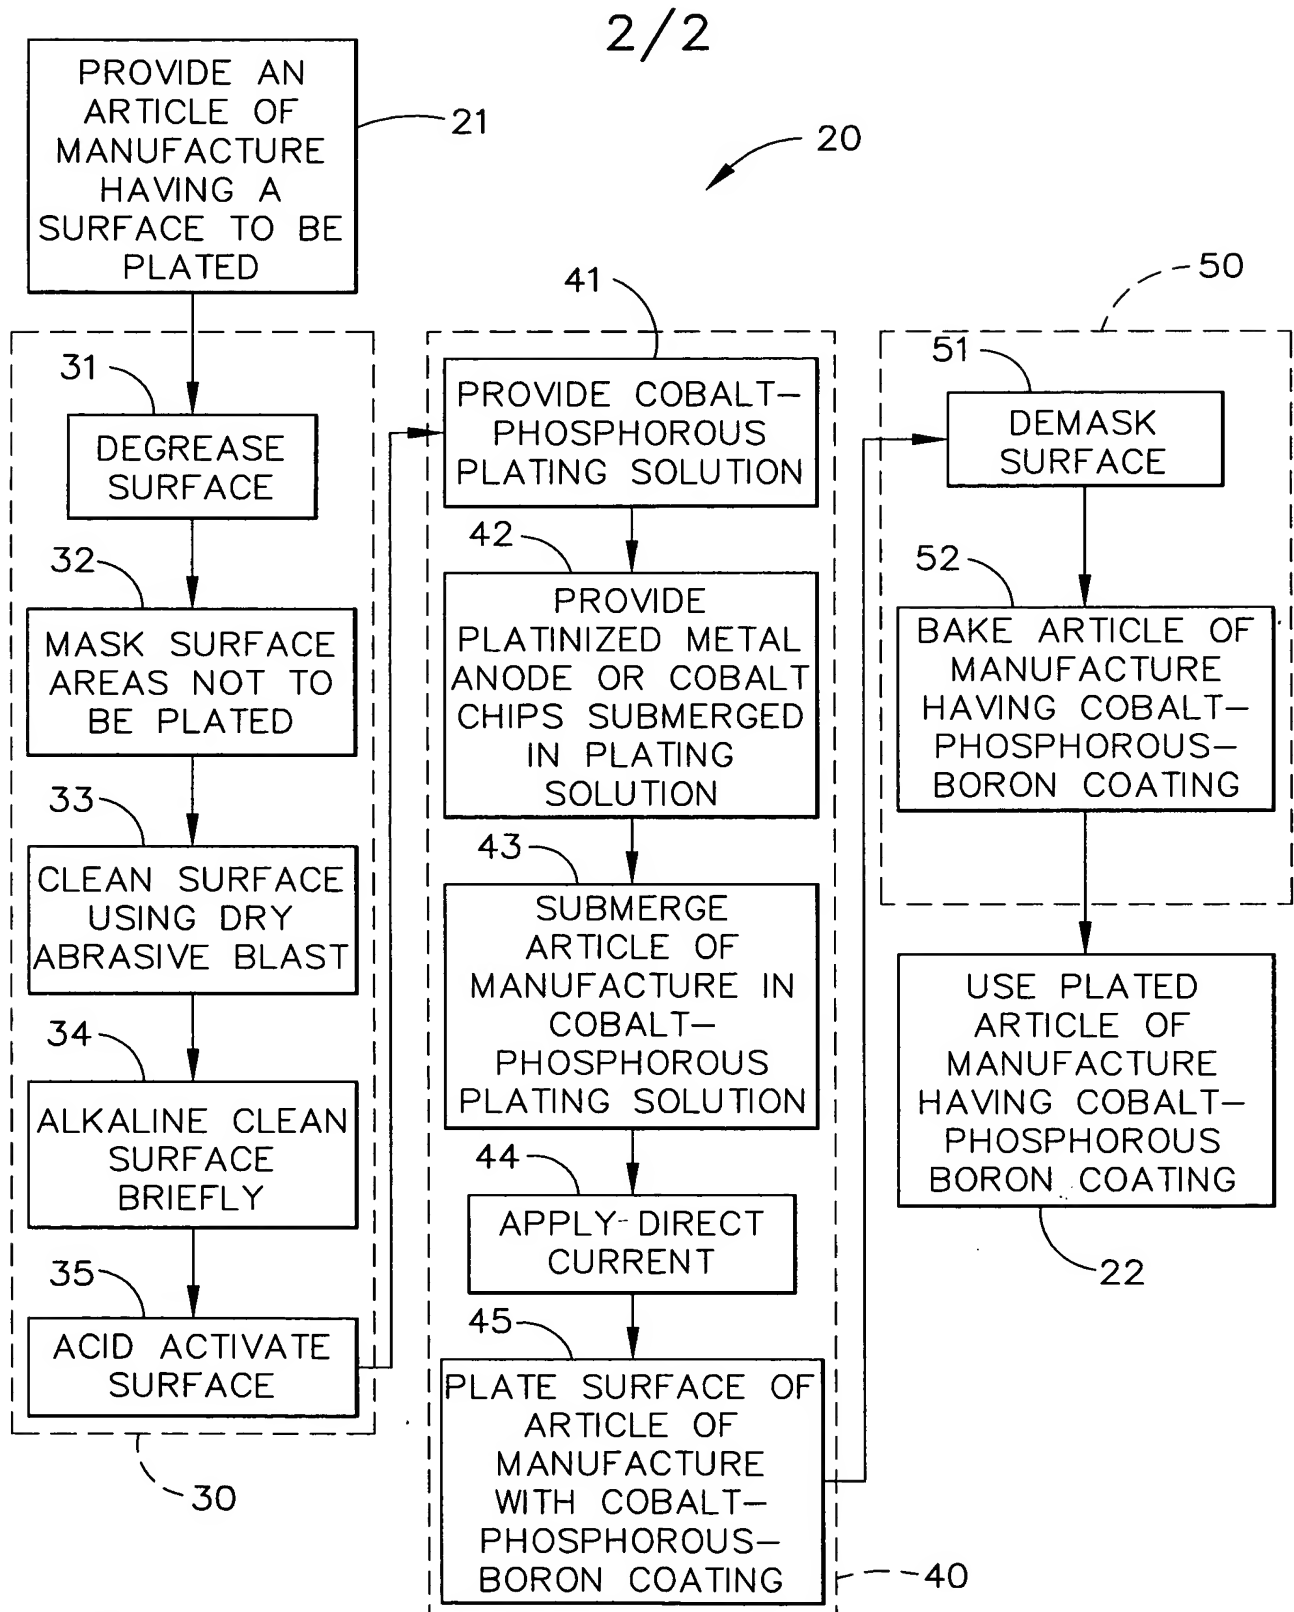 2/2
PROVIDE AN
ARTICLE OF
MANUFACTURE
HAVING A
SURFACE TO BE
PLATED
21
20
31
DEGREASE
SURFACE
32
MASK SURFACE
AREAS NOT TO
BE PLATED
33
CLEAN SURFACE
USING DRY
ABRASIVE BLAST
34
ALKALINE CLEAN
SURFACE
BRIEFLY
35
ACID ACTIVATE
SURFACE
30
41
PROVIDE COBALT–
PHOSPHOROUS
PLATING SOLUTION
42
PROVIDE
PLATINIZED METAL
ANODE OR COBALT
CHIPS SUBMERGED
IN PLATING
SOLUTION
43
SUBMERGE
ARTICLE OF
MANUFACTURE IN
COBALT–
PHOSPHOROUS
PLATING SOLUTION
44
APPLY-DIRECT
CURRENT
45
PLATE SURFACE OF
ARTICLE OF
MANUFACTURE
WITH COBALT–
PHOSPHOROUS–
BORON COATING
40
50
51
DEMASK
SURFACE
52
BAKE ARTICLE OF
MANUFACTURE
HAVING COBALT–
PHOSPHOROUS–
BORON COATING
USE PLATED
ARTICLE OF
MANUFACTURE
HAVING COBALT–
PHOSPHOROUS
BORON COATING
22